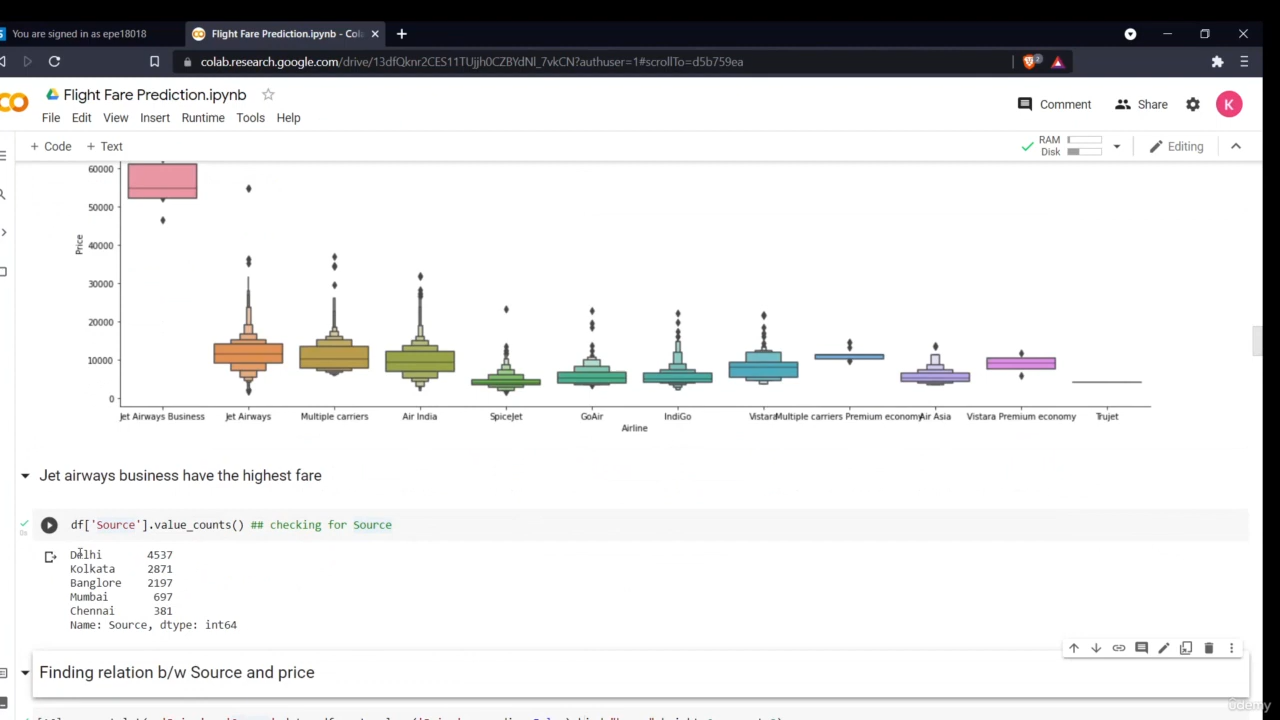 You are signed in as epe18018
Flight Fare Prediction.ipynb - Cola
colab.research.google.com/drive/13dfQknr2CES11TUjjh0CZBYdNl_7vkCN?authuser=1#scrollTo=d5b759ea
2
Flight Fare Prediction.ipynb
Comment
Share
K
File Edit View Insert Runtime Tools Help
+ Code + Text
RAM
Disk
Editing
60000
50000
40000
30000
20000
10000
0
Price
Jet Airways Business Jet Airways Multiple carriers Air India SpiceJet GoAir IndiGo Vistara Multiple carriers Premium economy Air Asia Vistara Premium economy Trujet
Airline
Jet airways business have the highest fare
df['Source'].value_counts() ## checking for Source
0s
Delhi 4537
Kolkata 2871
Banglore 2197
Mumbai 697
Chennai 381
Name: Source, dtype: int64
Finding relation b/w Source and price